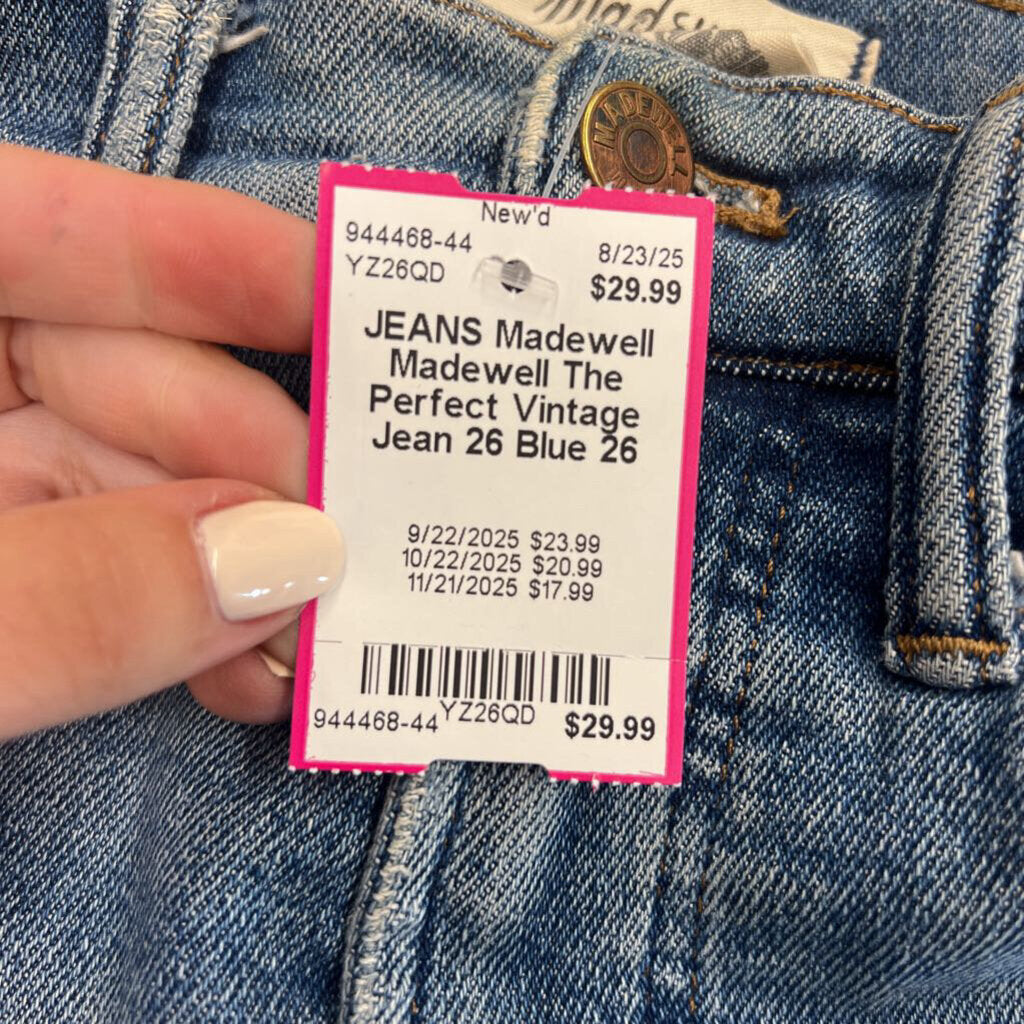 Madew
MADEWELL
New'd
944468-44
8/23/25
YZ26QD
$29.99
JEANS Madewell
Madewell The
Perfect Vintage
Jean 26 Blue 26
9/22/2025 $23.99
10/22/2025 $20.99
11/21/2025 $17.99
944468-44 YZ26QD $29.99